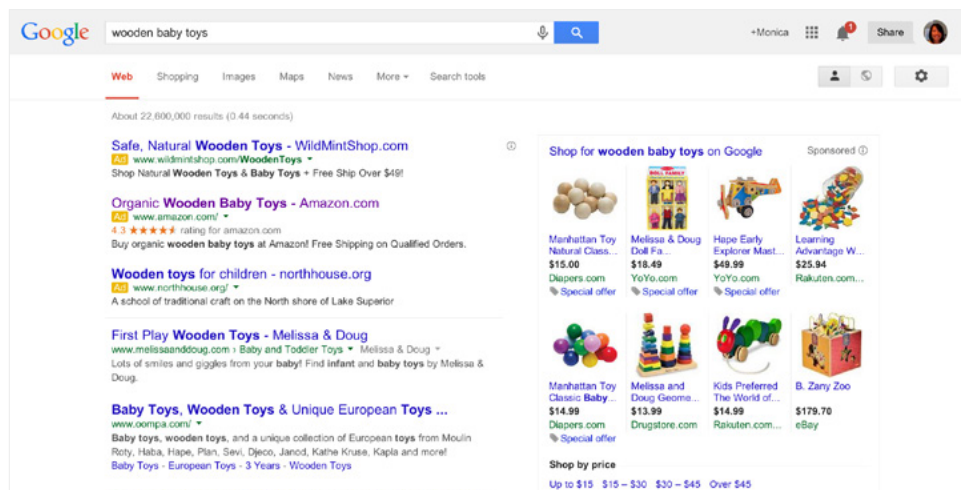 Google
wooden baby toys
+Monica
1
Share
Web Shopping Images Maps News More Search tools
About 22,600,000 results (0.44 seconds)
Safe, Natural Wooden Toys - WildMintShop.com
Ad www.wildmintshop.com/WoodenToys
Shop Natural Wooden Toys & Baby Toys + Free Ship Over $49!
Organic Wooden Baby Toys - Amazon.com
Ad www.amazon.com/
4.3 ★★★★★ rating for amazon.com
Buy organic wooden baby toys at Amazon! Free Shipping on Qualified Orders.
Wooden toys for children - northhouse.org
Ad www.northhouse.org/
A school of traditional craft on the North shore of Lake Superior
First Play Wooden Toys - Melissa & Doug
www.melissaanddoug.com › Baby and Toddler Toys Melissa & Doug
Lots of smiles and giggles from your baby! Find infant and baby toys by Melissa &
Doug.
Baby Toys, Wooden Toys & Unique European Toys ...
www.oompa.com/
Baby toys, wooden toys, and a unique collection of European toys from Moulin
Roty, Haba, Hape, Plan, Sevi, Djeco, Janod, Kathe Kruse, Kapla and more!
Baby Toys - European Toys - 3 Years - Wooden Toys
Shop for wooden baby toys on Google Sponsored
DOLL FAMILY
Manhattan Toy Melissa & Doug Hape Early Learning
Natural Class... Doll Fa... Explorer Mast... Advantage W...
$15.00 $18.49 $49.99 $25.94
Diapers.com YoYo.com YoYo.com Rakuten.com...
Special offer Special offer Special offer
Manhattan Toy Melissa and Kids Preferred B. Zany Zoo
Classic Baby... Doug Geome... The World of...
$14.99 $13.99 $14.99 $179.70
Diapers.com Drugstore.com Rakuten.com... eBay
Special offer
Shop by price
Up to $15 $15 – $30 $30 – $45 Over $45